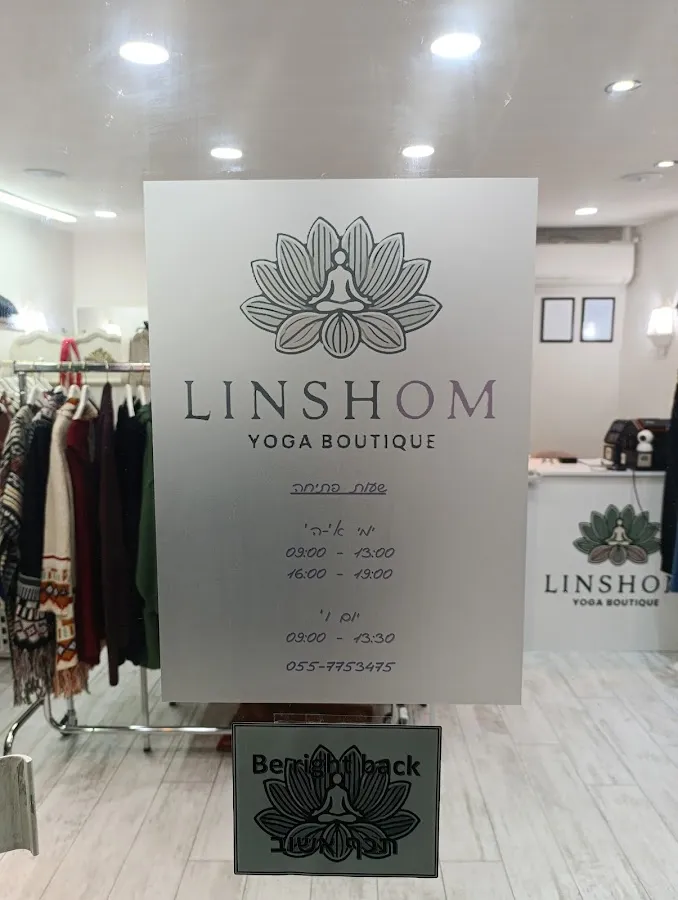 LINSHOM
YOGA BOUTIQUE
שעות פתיחה
ימי א'-ה'
09:00 - 13:00
16:00 - 19:00
יום ו'
09:00 - 13:30
055-7753475
Be right back
תכף אשוב
LINSHO
YOGA BOUTIQUE